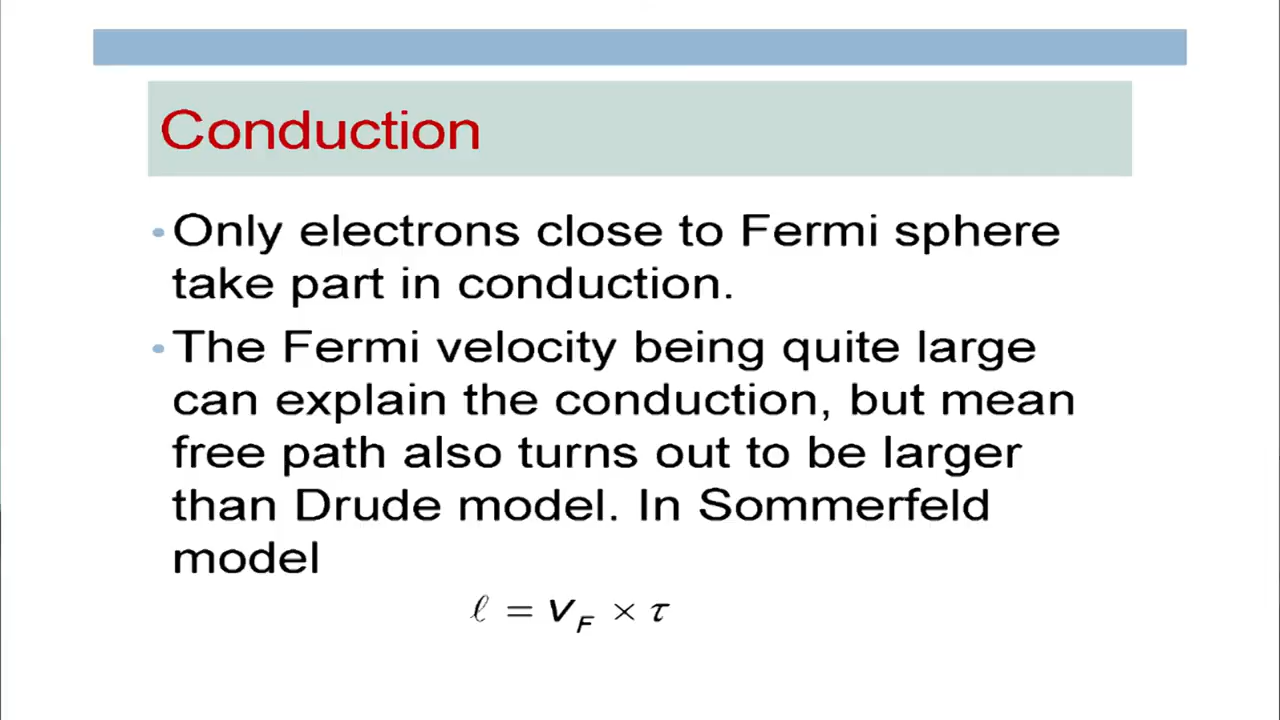 Conduction
•Only electrons close to Fermi sphere
take part in conduction.
•The Fermi velocity being quite large
can explain the conduction, but mean
free path also turns out to be larger
than Drude model. In Sommerfeld
model
ℓ = v_F × τ